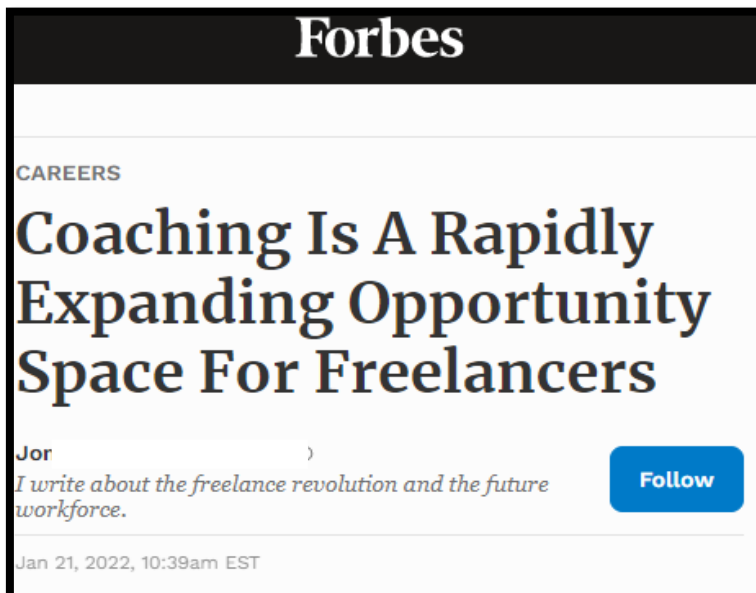 Forbes
CAREERS
Coaching Is A Rapidly
Expanding Opportunity
Space For Freelancers
I write about the freelance revolution and the future
workforce.
Follow
Jan 21, 2022, 10:39am EST